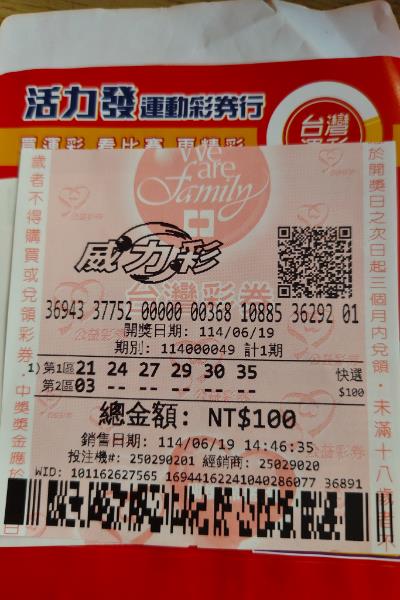 活力發運動彩券行
買運彩 看比賽 更精彩
台灣
We
are
Family
威力彩
台灣彩券
36943 37752 00000 00368 10885 36292 01
開獎日期: 114/06/19
期別: 114000049 計1期
1) 第1區 21 24 27 29 30 35 快選
第2區 03 -- -- -- -- -- $100
總金額: NT$100
銷售日期: 114/06/19 14:46:35
投注機#: 250290201 經銷商: 25029020
WID: 101162627565 16944162241040286077 36891
於開獎日之次日起三個月內兌領·未滿十八
歲者不得購買或兌領彩券·中獎獎金應於
公益彩券